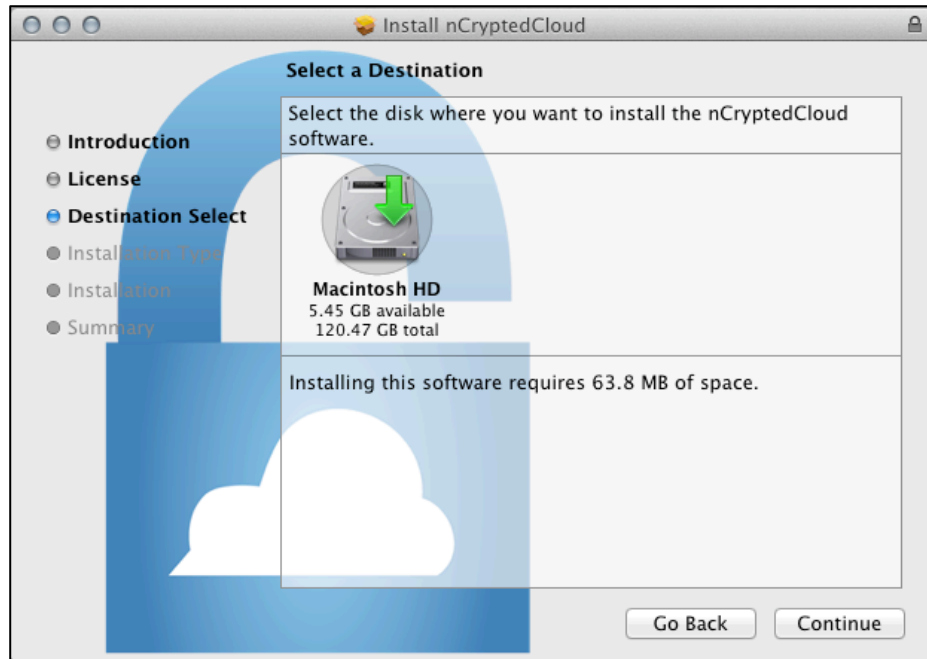 Install nCryptedCloud
Select a Destination
Introduction
License
Destination Select
Installation Type
Installation
Summary
Select the disk where you want to install the nCryptedCloud
software.
Macintosh HD
5.45 GB available
120.47 GB total
Installing this software requires 63.8 MB of space.
Go Back
Continue